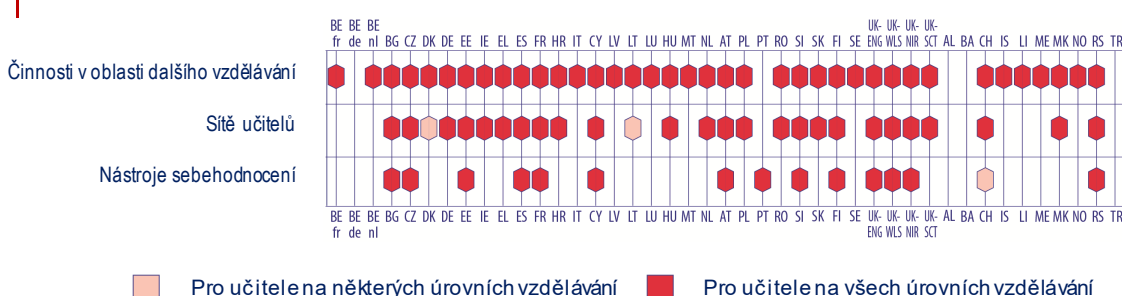 BE BE BE UK- UK- UK- UK-
fr de nl BG CZ DK DE EE IE EL ES FR HR IT CY LV LT LU HU MT NL AT PL PT RO SI SK FI SE ENG WLS NIR SCT AL BA CH IS LI ME MK NO RS TR
Činnosti v oblasti dalšího vzdělávání
Sítě učitelů
Nástroje sebehodnocení
BE BE BE BG CZ DK DE EE IE EL ES FR HR IT CY LV LT LU HU MT NL AT PL PT RO SI SK FI SE UK- UK- UK- UK- AL BA CH IS LI ME MK NO RS TR
fr de nl ENG WLS NIR SCT
Pro učitele na některých úrovních vzdělávání Pro učitele na všech úrovních vzdělávání